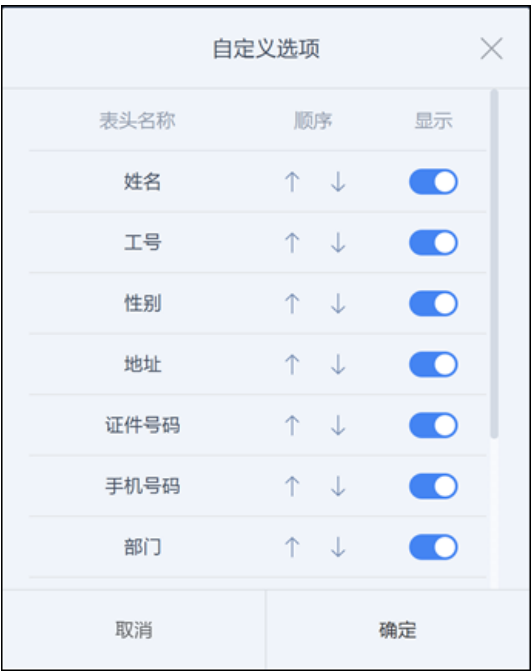 自定义选项
表头名称 顺序 显示
姓名
工号
性别
地址
证件号码
手机号码
部门
取消 确定